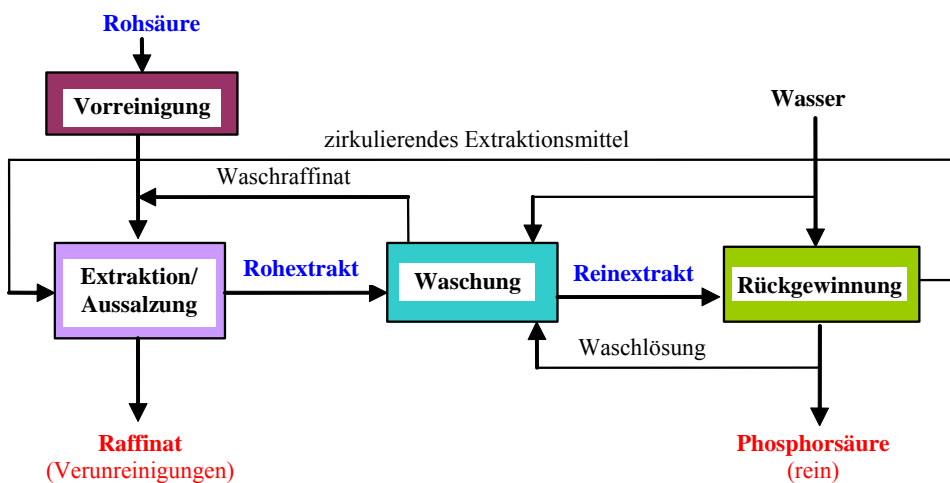 Rohsäure
Vorreinigung
Wasser
zirkulierendes Extraktionsmittel
Waschraffinat
Extraktion/
Aussalzung
Rohextrakt
Waschung
Reinextrakt
Rückgewinnung
Waschlösung
Raffinat
(Verunreinigungen)
Phosphorsäure
(rein)